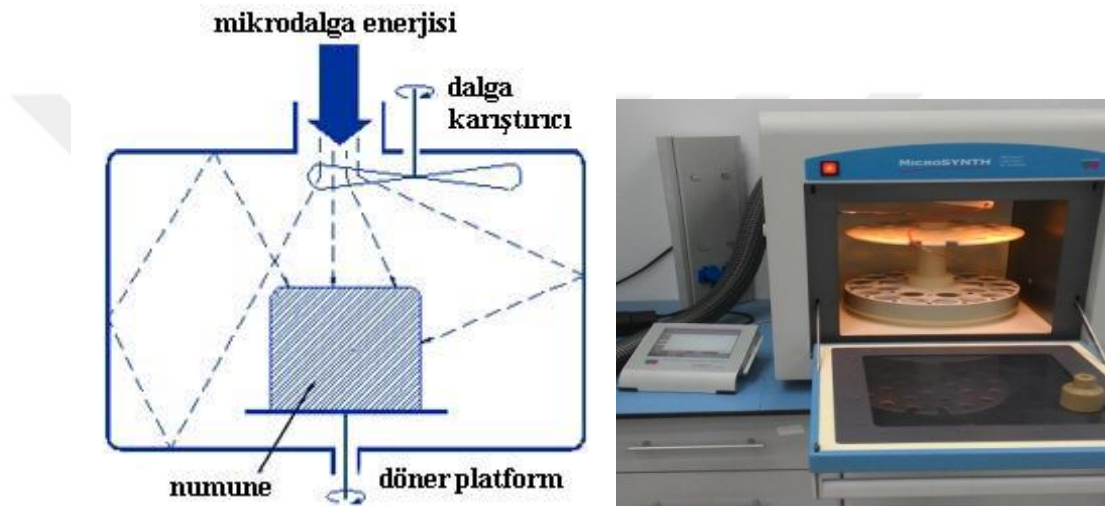 mikrodalga enerjisi
dalga
karıştırıcı
numune
döner platform
MICROSYNTH